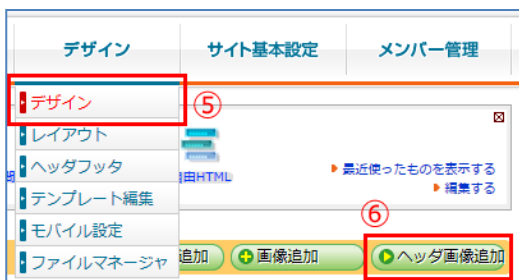 デザイン サイト基本設定 メンバー管理
デザイン ⑤
レイアウト
ヘッダフッタ 自由HTML 最近使ったものを表示する
テンプレート編集 編集する
モバイル設定 ⑥
ファイルマネージャ 追加 画像追加 ヘッダ画像追加